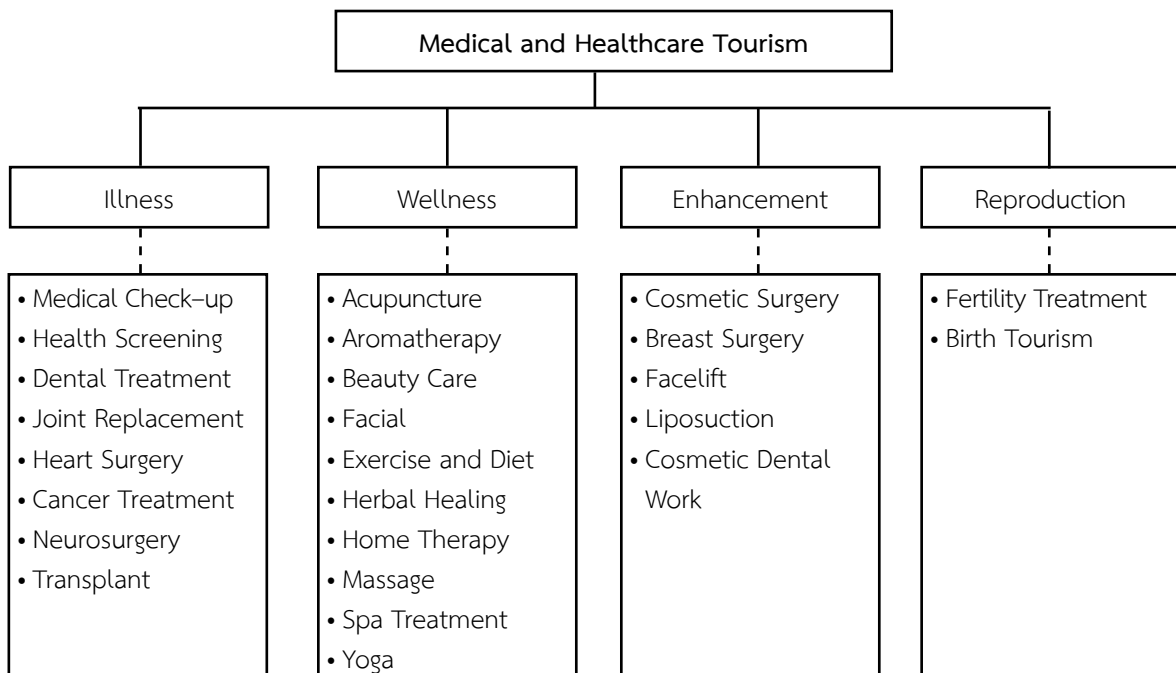 Medical and Healthcare Tourism
Illness
Wellness
Enhancement
Reproduction
• Medical Check–up
• Health Screening
• Dental Treatment
• Joint Replacement
• Heart Surgery
• Cancer Treatment
• Neurosurgery
• Transplant
• Acupuncture
• Aromatherapy
• Beauty Care
• Facial
• Exercise and Diet
• Herbal Healing
• Home Therapy
• Massage
• Spa Treatment
• Yoga
• Cosmetic Surgery
• Breast Surgery
• Facelift
• Liposuction
• Cosmetic Dental
Work
• Fertility Treatment
• Birth Tourism